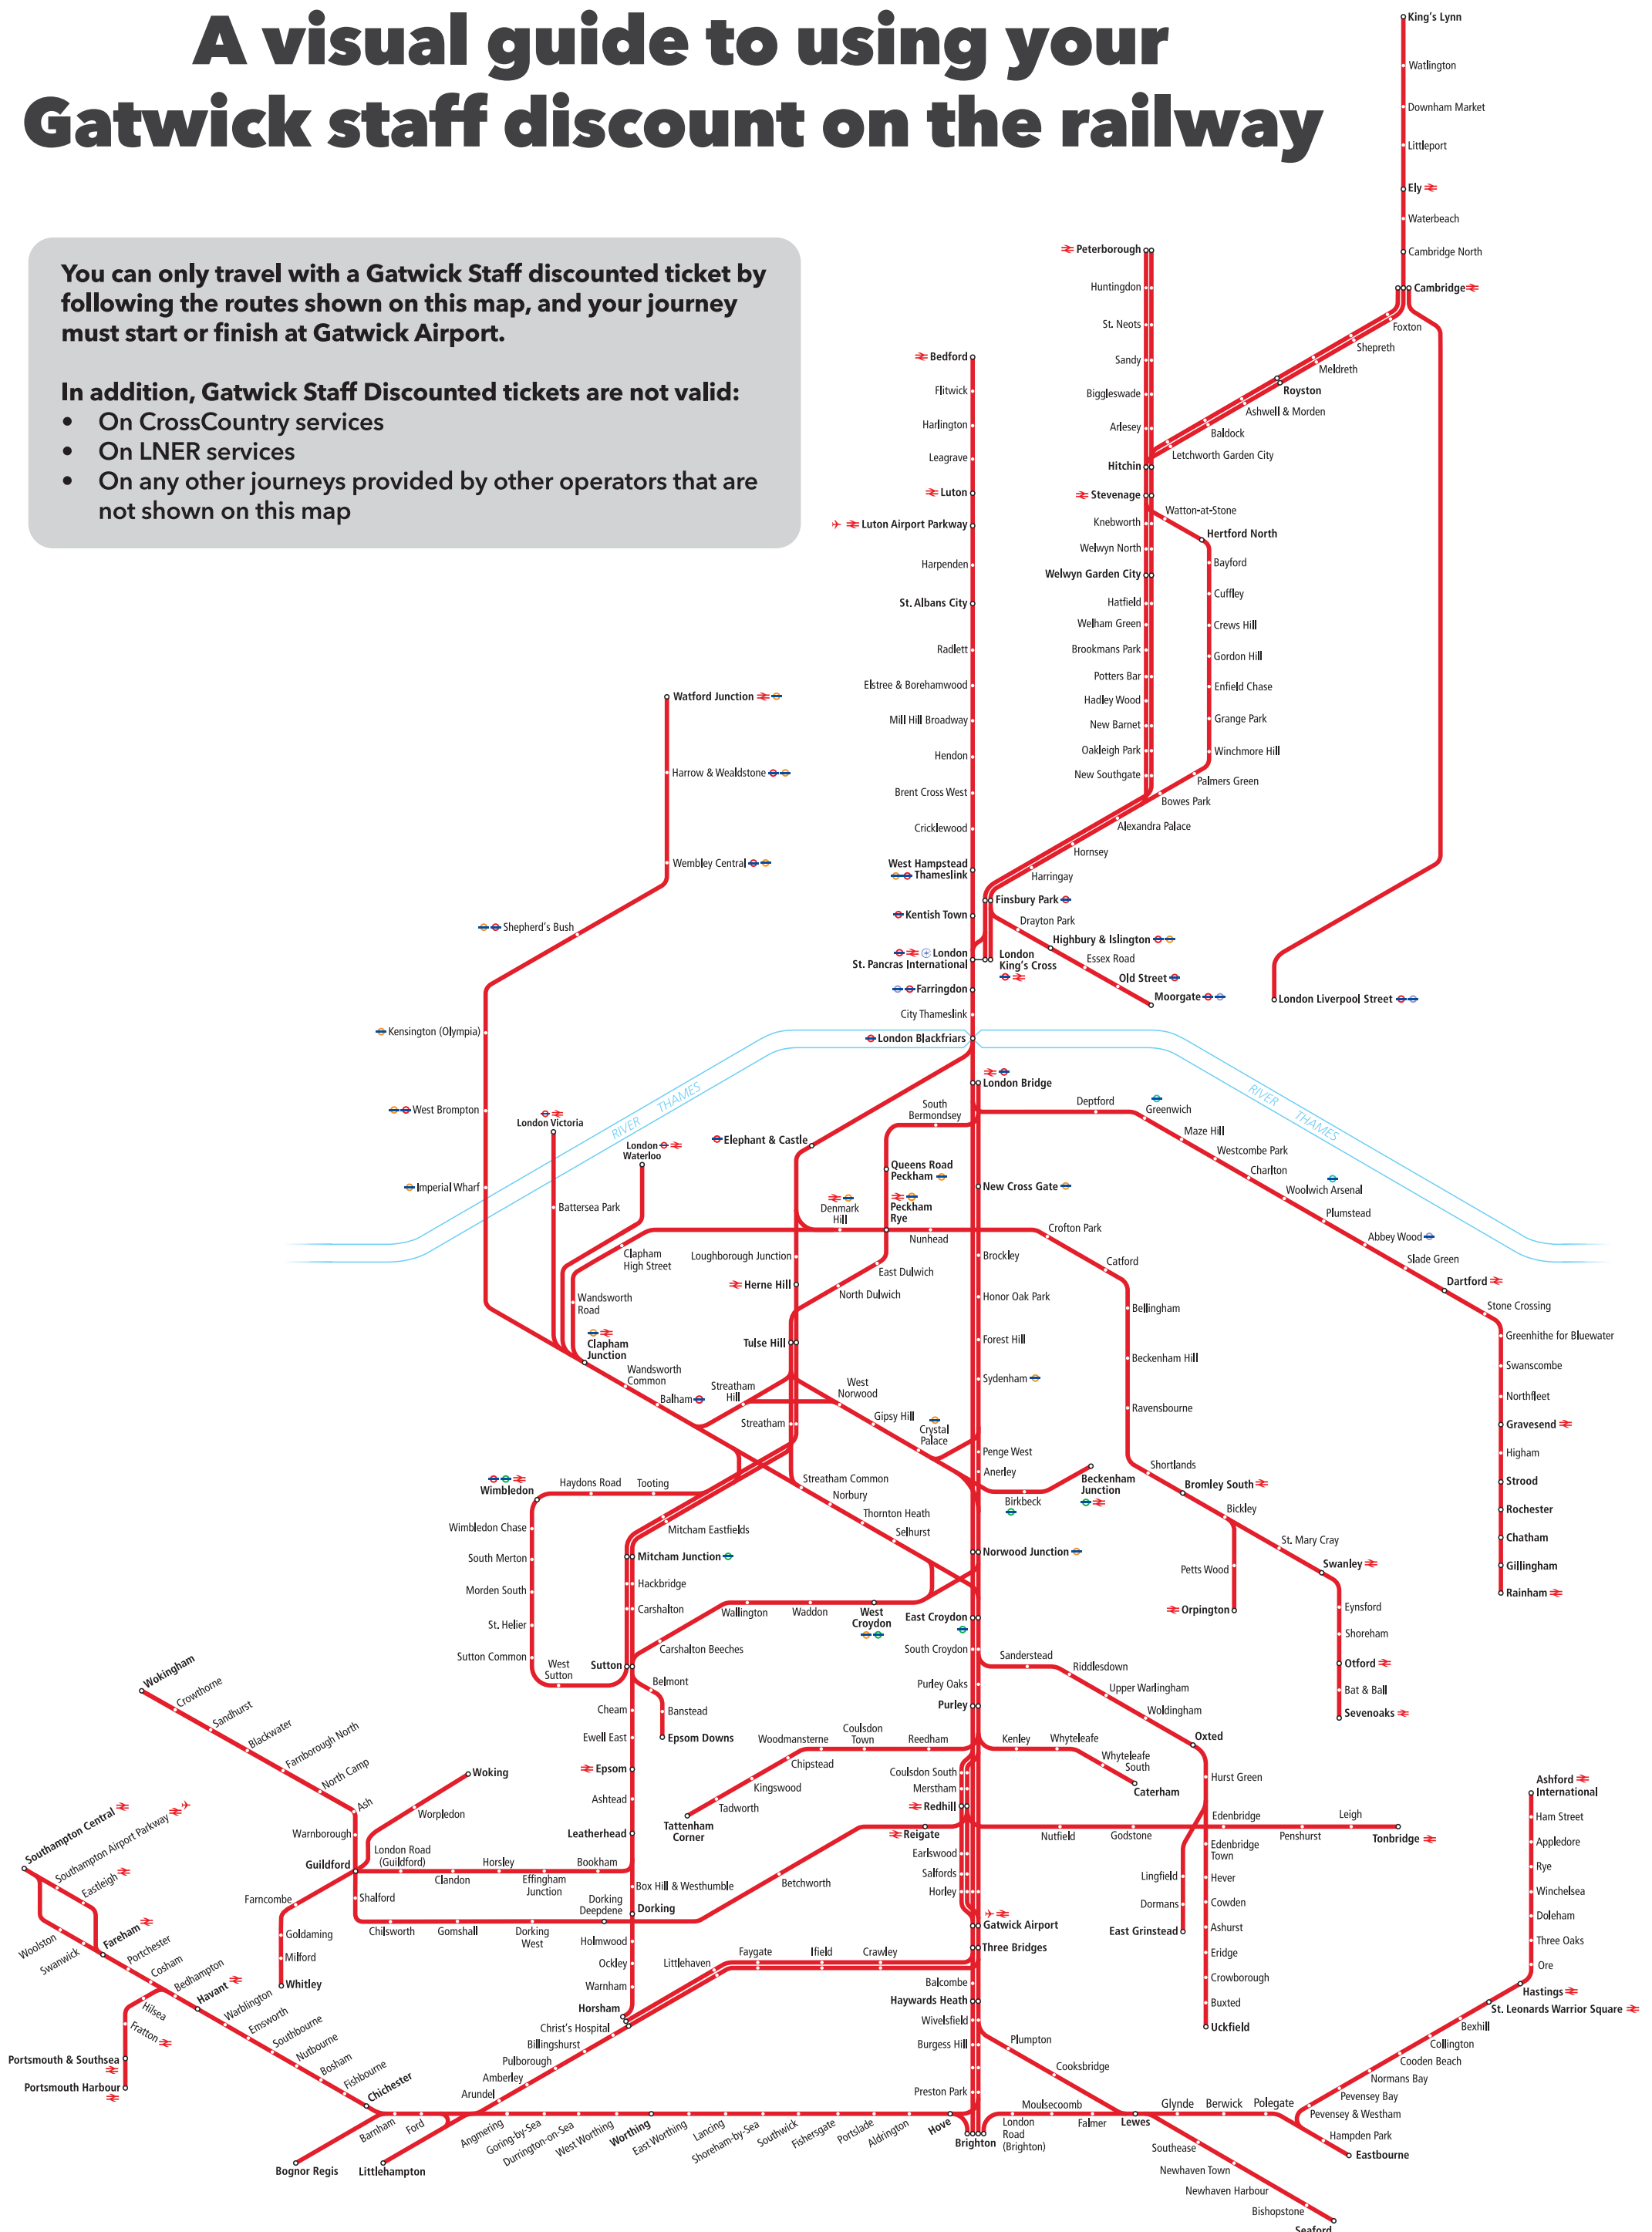 A visual guide to using your
Gatwick staff discount on the railway
You can only travel with a Gatwick Staff discounted ticket by
following the routes shown on this map, and your journey
must start or finish at Gatwick Airport.
In addition, Gatwick Staff Discounted tickets are not valid:
• On CrossCountry services
• On LNER services
• On any other journeys provided by other operators that are
not shown on this map
King's Lynn
Watlington
Downham Market
Littleport
Ely
Waterbeach
Cambridge North
Cambridge
Foxton
Shepreth
Meldreth
Royston
Ashwell & Morden
Baldock
Letchworth Garden City
Peterborough
Huntingdon
St. Neots
Sandy
Biggleswade
Arlesey
Hitchin
Stevenage
Knebworth
Welwyn North
Welwyn Garden City
Hatfield
Welham Green
Brookmans Park
Potters Bar
Hadley Wood
New Barnet
Oakleigh Park
New Southgate
Watton-at-Stone
Hertford North
Bayford
Cuffley
Crews Hill
Gordon Hill
Enfield Chase
Grange Park
Winchmore Hill
Palmers Green
Bowes Park
Alexandra Palace
Hornsey
Harringay
Finsbury Park
Drayton Park
Highbury & Islington
Essex Road
Old Street
Moorgate
London
King's Cross
London Liverpool Street
Bedford
Flitwick
Harlington
Leagrave
Luton
Luton Airport Parkway
Harpenden
St. Albans City
Radlett
Elstree & Borehamwood
Mill Hill Broadway
Hendon
Brent Cross West
Cricklewood
West Hampstead
Thameslink
Kentish Town
London
St. Pancras International
Farringdon
City Thameslink
London Blackfriars
London Bridge
Watford Junction
Harrow & Wealdstone
Wembley Central
Shepherd's Bush
Kensington (Olympia)
West Brompton
Imperial Wharf
RIVER THAMES
RIVER THAMES
London Victoria
London
Waterloo
Battersea Park
Elephant & Castle
South
Bermondsey
Queens Road
Peckham
Peckham
Rye
Denmark
Hill
Nunhead
Crofton Park
Catford
Bellingham
Beckenham Hill
Ravensbourne
Shortlands
Bromley South
Bickley
St. Mary Cray
Swanley
Petts Wood
Orpington
Eynsford
Shoreham
Otford
Bat & Ball
Sevenoaks
Deptford
Greenwich
Maze Hill
Westcombe Park
Charlton
Woolwich Arsenal
Plumstead
Abbey Wood
Slade Green
Dartford
Stone Crossing
Greenhithe for Bluewater
Swanscombe
Northfleet
Gravesend
Higham
Strood
Rochester
Chatham
Gillingham
Rainham
New Cross Gate
Brockley
Honor Oak Park
Forest Hill
Sydenham
Penge West
Anerley
Norwood Junction
Clapham
High Street
Wandsworth
Road
Clapham
Junction
Wandsworth
Common
Balham
Loughborough Junction
Herne Hill
East Dulwich
North Dulwich
Tulse Hill
Streatham
Hill
West
Norwood
Gipsy Hill
Crystal
Palace
Streatham
Birkbeck
Beckenham
Junction
Streatham Common
Norbury
Thornton Heath
Selhurst
Wimbledon
Haydons Road
Tooting
Wimbledon Chase
South Merton
Morden South
St. Helier
Sutton Common
West
Sutton
Mitcham Eastfields
Mitcham Junction
Hackbridge
Carshalton
Sutton
Carshalton Beeches
Wallington
Waddon
West
Croydon
East Croydon
South Croydon
Purley Oaks
Purley
Belmont
Banstead
Epsom Downs
Cheam
Ewell East
Epsom
Ashtead
Leatherhead
Sanderstead
Riddlesdown
Upper Warlingham
Woldingham
Oxted
Hurst Green
Edenbridge
Town
Hever
Cowden
Ashurst
Eridge
Crowborough
Buxted
Uckfield
Lingfield
Dormans
East Grinstead
Kenley
Whyteleafe
Whyteleafe
South
Caterham
Reedham
Coulsdon
Town
Woodmansterne
Chipstead
Kingswood
Tadworth
Tattenham
Corner
Coulsdon South
Merstham
Redhill
Reigate
Earlswood
Salfords
Horley
Nutfield
Godstone
Edenbridge
Penshurst
Leigh
Tonbridge
Gatwick Airport
Three Bridges
Balcombe
Haywards Heath
Wivelsfield
Burgess Hill
Preston Park
Brighton
Wokingham
Crowthorne
Sandhurst
Blackwater
Farnborough North
North Camp
Ash
Warnborough
Guildford
Woking
Worpledon
London Road
(Guildford)
Clandon
Horsley
Effingham
Junction
Bookham
Box Hill & Westhumble
Dorking
Deepdene
Dorking
Betchworth
Shalford
Chilsworth
Gomshall
Dorking
West
Farncombe
Goldaming
Milford
Whitley
Holmwood
Ockley
Warnham
Horsham
Littlehaven
Faygate
Ifield
Crawley
Christ's Hospital
Billingshurst
Pulborough
Amberley
Arundel
Southampton Central
Southampton Airport Parkway
Eastleigh
Woolston
Swanwick
Fareham
Portchester
Cosham
Bedhampton
Hilsea
Fratton
Portsmouth & Southsea
Portsmouth Harbour
Havant
Warblington
Emsworth
Southbourne
Nutbourne
Bosham
Fishbourne
Chichester
Barnham
Ford
Bognor Regis
Littlehampton
Angmering
Goring-by-Sea
Durrington-on-Sea
West Worthing
Worthing
East Worthing
Lancing
Shoreham-by-Sea
Southwick
Fishersgate
Portslade
Aldrington
Hove
London
Road
(Brighton)
Moulsecoomb
Falmer
Lewes
Plumpton
Cooksbridge
Glynde
Berwick
Polegate
Southease
Newhaven Town
Newhaven Harbour
Bishopstone
Seaford
Hampden Park
Eastbourne
Pevensey & Westham
Pevensey Bay
Normans Bay
Cooden Beach
Collington
Bexhill
St. Leonards Warrior Square
Hastings
Ore
Three Oaks
Doleham
Winchelsea
Rye
Appledore
Ham Street
Ashford
International